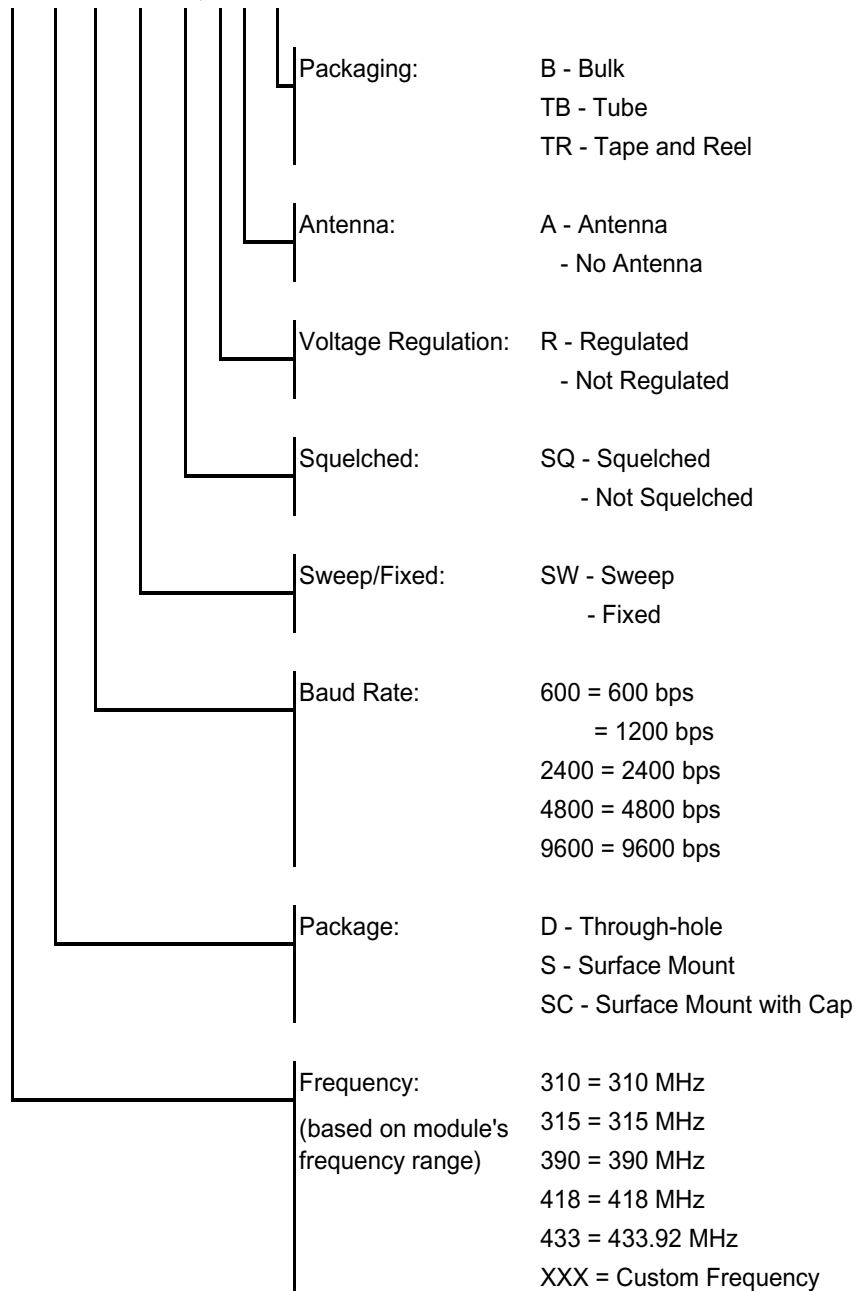 Packaging: B - Bulk
TB - Tube
TR - Tape and Reel
Antenna: A - Antenna
- No Antenna
Voltage Regulation: R - Regulated
- Not Regulated
Squelched: SQ - Squelched
- Not Squelched
Sweep/Fixed: SW - Sweep
- Fixed
Baud Rate: 600 = 600 bps
= 1200 bps
2400 = 2400 bps
4800 = 4800 bps
9600 = 9600 bps
Package: D - Through-hole
S - Surface Mount
SC - Surface Mount with Cap
Frequency: 310 = 310 MHz
(based on module's 315 = 315 MHz
frequency range) 390 = 390 MHz
418 = 418 MHz
433 = 433.92 MHz
XXX = Custom Frequency